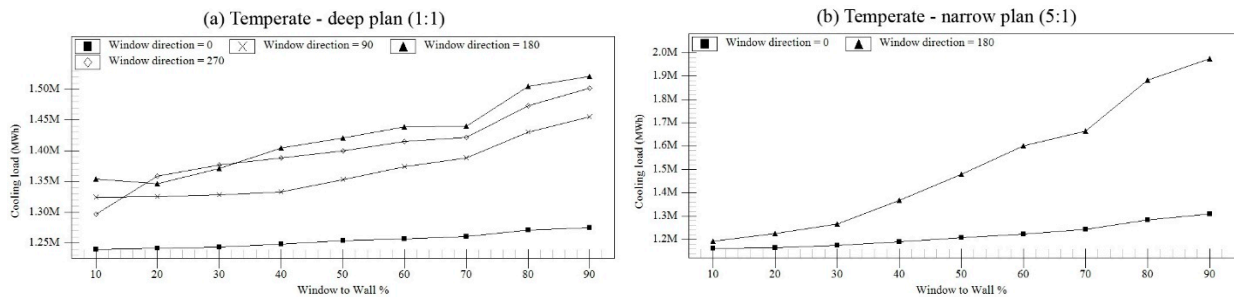 (a) Temperate - deep plan (1:1)
Window direction = 0
Window direction = 90
Window direction = 180
Window direction = 270
Cooling load (MWh)
1.50M
1.45M
1.40M
1.35M
1.30M
1.25M
10 20 30 40 50 60 70 80 90
Window to Wall %
(b) Temperate - narrow plan (5:1)
Window direction = 0
Window direction = 180
Cooling load (MWh)
2.0M
1.9M
1.8M
1.7M
1.6M
1.5M
1.4M
1.3M
1.2M
10 20 30 40 50 60 70 80 90
Window to Wall %